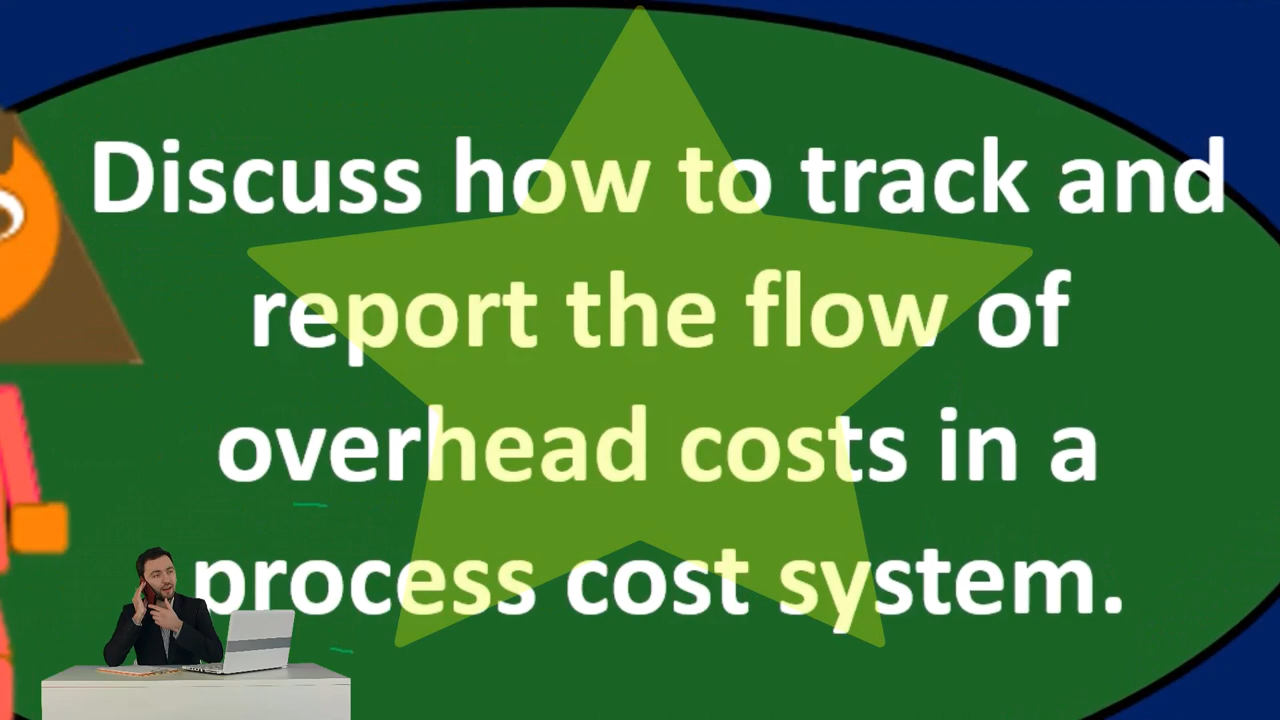 Discuss how to track and
report the flow of
overhead costs in a
process cost system.